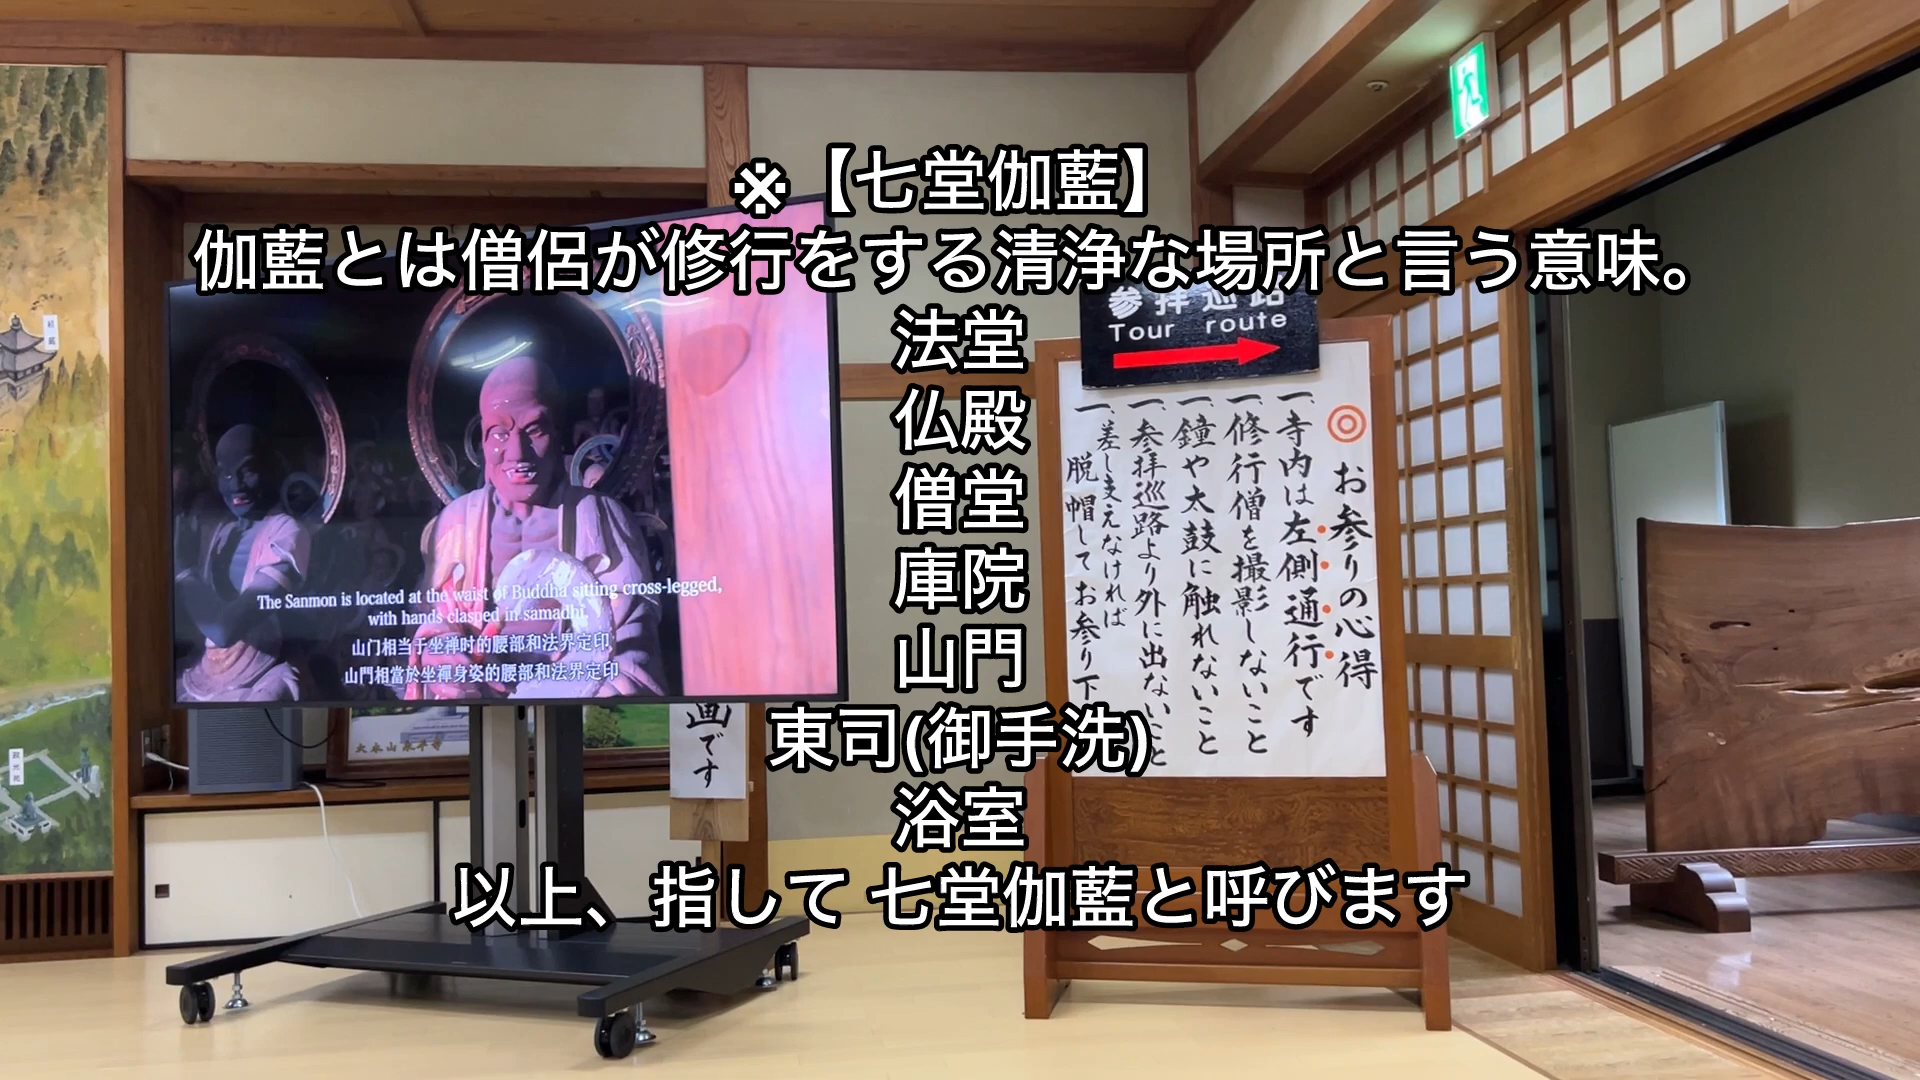 ※【七堂伽藍】
伽藍とは僧侶が修行をする清浄な場所と言う意味。
法堂
仏殿
僧堂
庫院
山門
東司(御手洗)
浴室
以上、指して 七堂伽藍と呼びます
The Sanmon is located at the waist of Buddha sitting cross-legged,
with hands clasped in samadhi.
山门相当于坐禅时的腰部和法界定印
山門相當於坐禪身姿的腰部和法界定印
参拝巡路
Tour route
◎お参りの心得
一、寺内は左側通行です
一、修行僧を撮影しないこと
一、鐘や太鼓に触れないこと
一、参拝巡路より外に出ないこと
一、差し支えなければ
脱帽してお参り下
画です
大本山永平寺